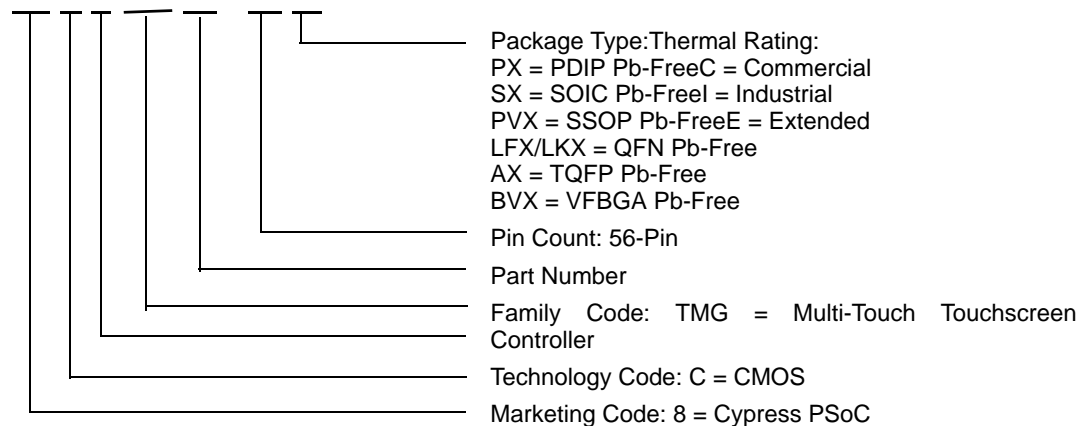 Package Type:Thermal Rating:
PX = PDIP Pb-FreeC = Commercial
SX = SOIC Pb-FreeI = Industrial
PVX = SSOP Pb-FreeE = Extended
LFX/LKX = QFN Pb-Free
AX = TQFP Pb-Free
BVX = VFBGA Pb-Free
Pin Count: 56-Pin
Part Number
Family Code: TMG = Multi-Touch Touchscreen
Controller
Technology Code: C = CMOS
Marketing Code: 8 = Cypress PSoC